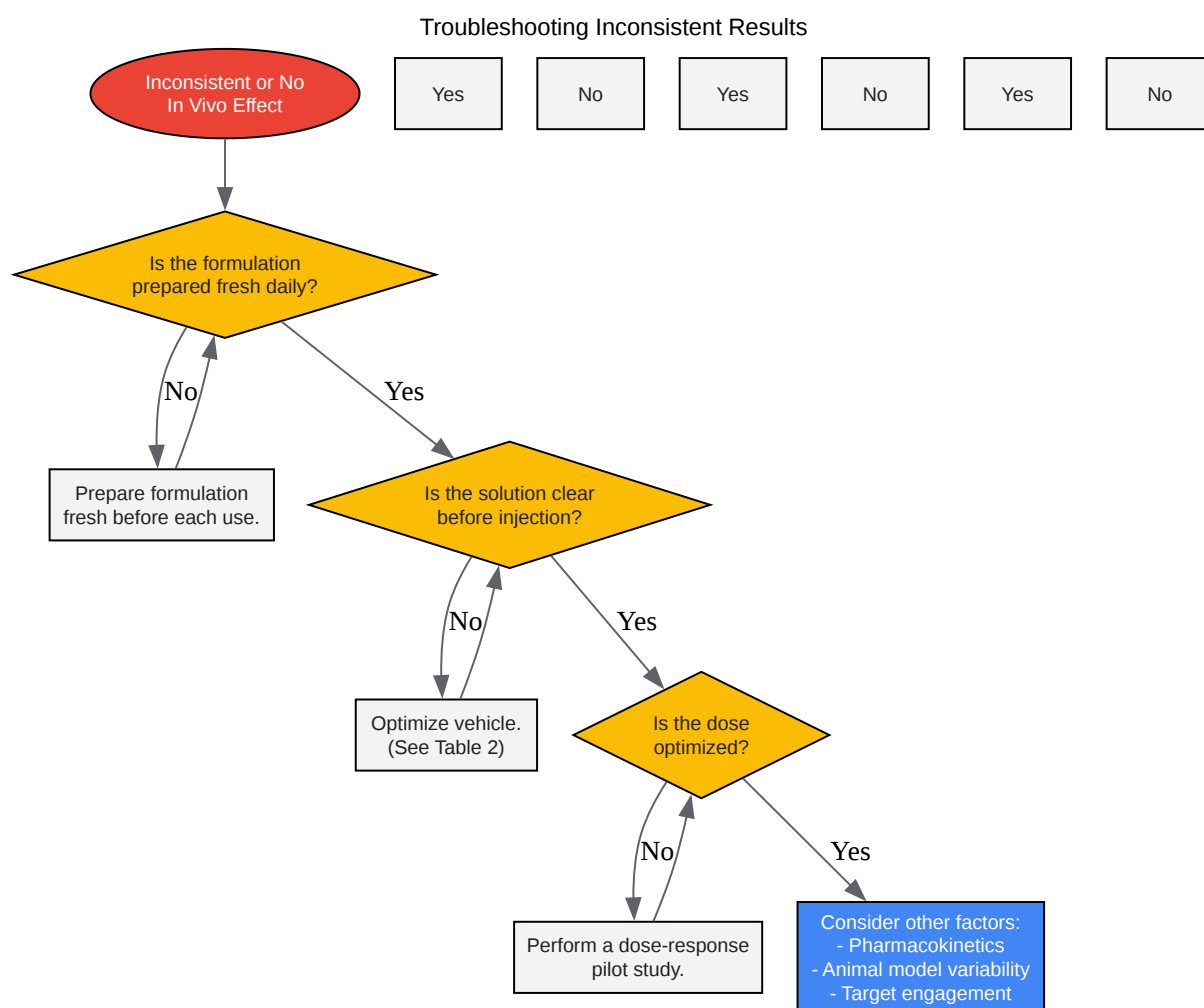 Troubleshooting Inconsistent Results
Inconsistent or No
In Vivo Effect
Yes
No
Yes
No
Yes
No
Is the formulation
prepared fresh daily?
No
Yes
Prepare formulation
fresh before each use.
Is the solution clear
before injection?
No
Yes
Optimize vehicle.
(See Table 2)
Is the dose
optimized?
No
Yes
Perform a dose-response
pilot study.
Consider other factors:
- Pharmacokinetics
- Animal model variability
- Target engagement